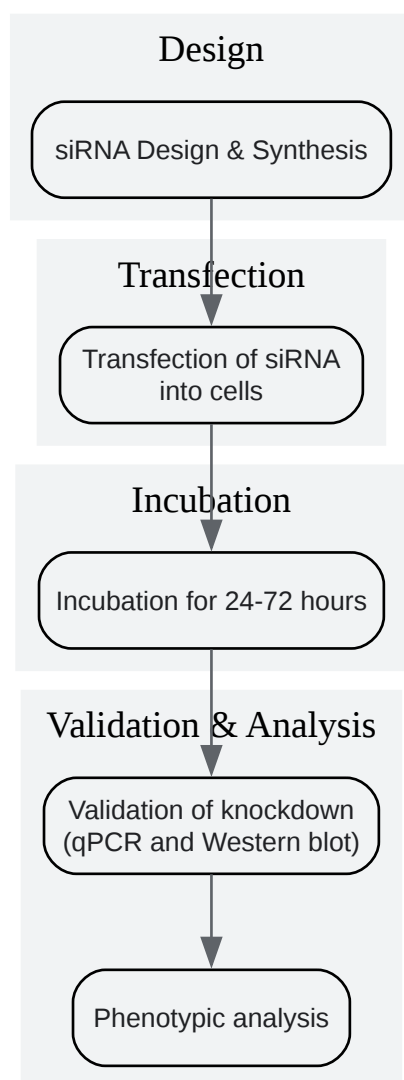 Design
siRNA Design & Synthesis
Transfection
Transfection of siRNA
into cells
Incubation
Incubation for 24-72 hours
Validation & Analysis
Validation of knockdown
(qPCR and Western blot)
Phenotypic analysis